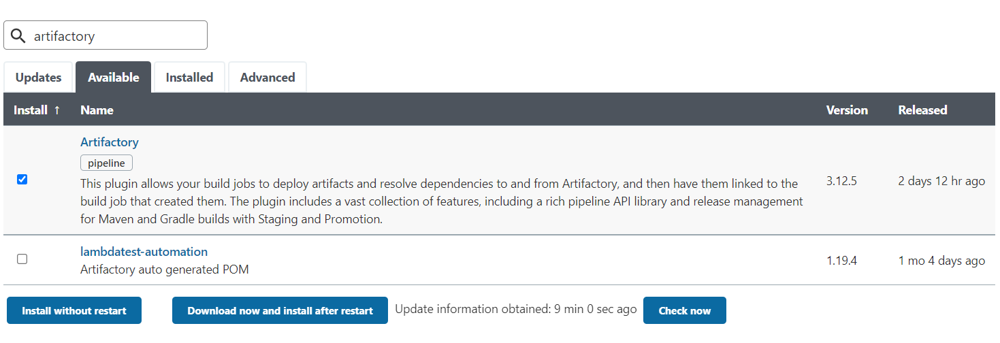 artifactory
Updates Available Installed Advanced
Install ↑ Name Version Released
Artifactory
pipeline
This plugin allows your build jobs to deploy artifacts and resolve dependencies to and from Artifactory, and then have them linked to the
build job that created them. The plugin includes a vast collection of features, including a rich pipeline API library and release management
for Maven and Gradle builds with Staging and Promotion.
3.12.5 2 days 12 hr ago
lambdatest-automation
Artifactory auto generated POM
1.19.4 1 mo 4 days ago
Install without restart Download now and install after restart Update information obtained: 9 min 0 sec ago Check now